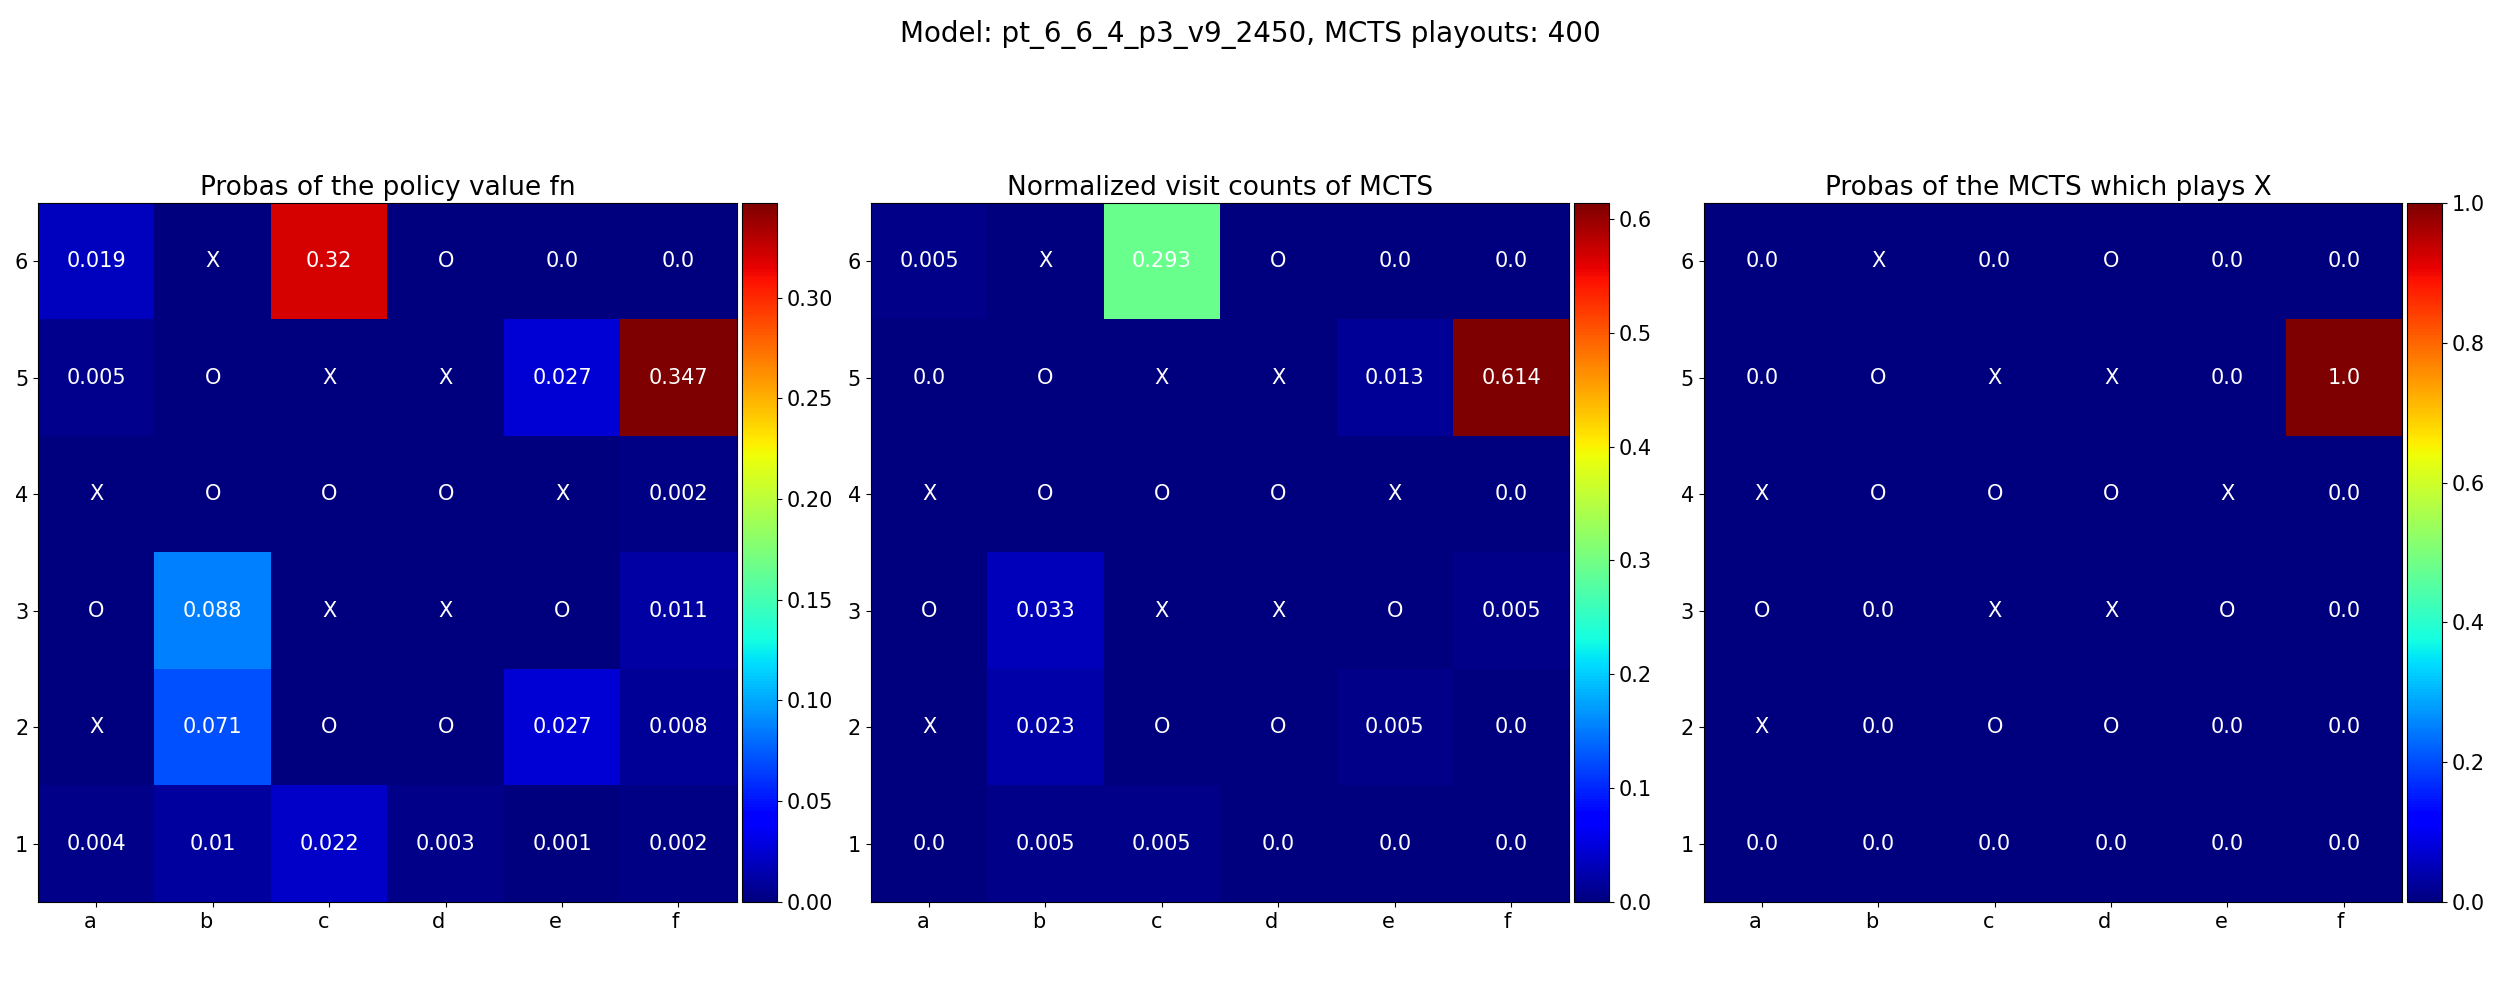 Model: pt_6_6_4_p3_v9_2450, MCTS playouts: 400
Probas of the policy value fn
6 0.019 X 0.32 O 0.0 0.0
5 0.005 O X X 0.027 0.347
4 X O O O X 0.002
3 O 0.088 X X O 0.011
2 X 0.071 O O 0.027 0.008
1 0.004 0.01 0.022 0.003 0.001 0.002
a b c d e f
0.30
0.25
0.20
0.15
0.10
0.05
0.00
Normalized visit counts of MCTS
6 0.005 X 0.293 O 0.0 0.0
5 0.0 O X X 0.013 0.614
4 X O O O X 0.0
3 O 0.033 X X O 0.005
2 X 0.023 O O 0.005 0.0
1 0.0 0.005 0.005 0.0 0.0 0.0
a b c d e f
0.6
0.5
0.4
0.3
0.2
0.1
0.0
Probas of the MCTS which plays X
6 0.0 X 0.0 O 0.0 0.0
5 0.0 O X X 0.0 1.0
4 X O O O X 0.0
3 O 0.0 X X O 0.0
2 X 0.0 O O 0.0 0.0
1 0.0 0.0 0.0 0.0 0.0 0.0
a b c d e f
1.0
0.8
0.6
0.4
0.2
0.0